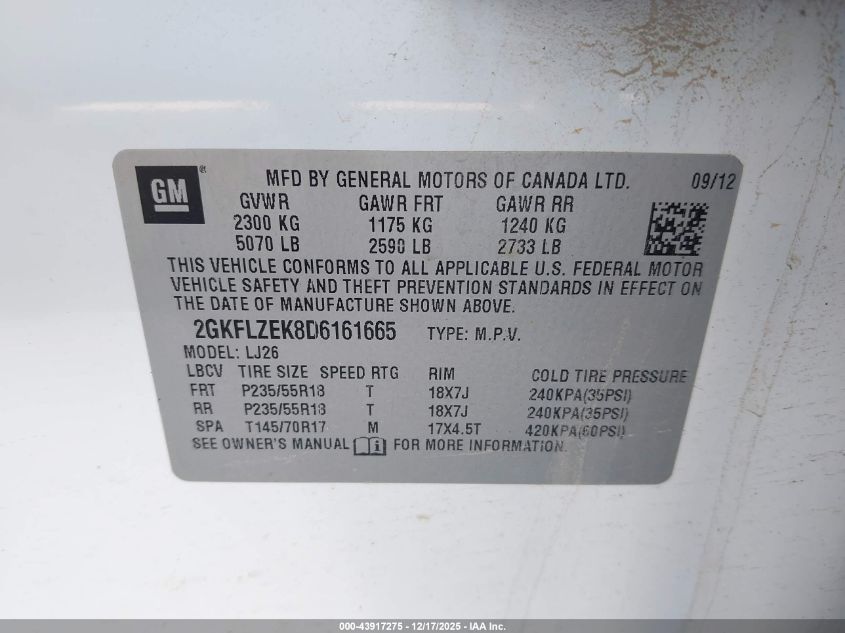 GM®
MFD BY GENERAL MOTORS OF CANADA LTD. 09/12
GVWR GAWR FRT GAWR RR
2300 KG 1175 KG 1240 KG
5070 LB 2590 LB 2733 LB
THIS VEHICLE CONFORMS TO ALL APPLICABLE U.S. FEDERAL MOTOR
VEHICLE SAFETY AND THEFT PREVENTION STANDARDS IN EFFECT ON
THE DATE OF MANUFACTURE SHOWN ABOVE.
2GKFLZEK8D6161665 TYPE: M.P.V.
MODEL: LJ26
LBCV TIRE SIZE SPEED RTG RIM COLD TIRE PRESSURE
FRT P235/55R18 T 18X7J 240KPA(35PSI)
RR P235/55R18 T 18X7J 240KPA(35PSI)
SPA T145/70R17 M 17X4.5T 420KPA(60PSI)
SEE OWNER'S MANUAL FOR MORE INFORMATION.
000-43917275 - 12/17/2025 - IAA Inc.